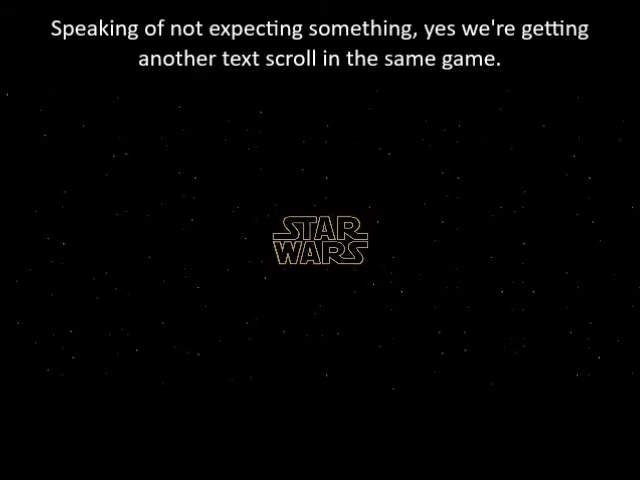 Speaking of not expecting something, yes we're getting
another text scroll in the same game.
STAR
WARS